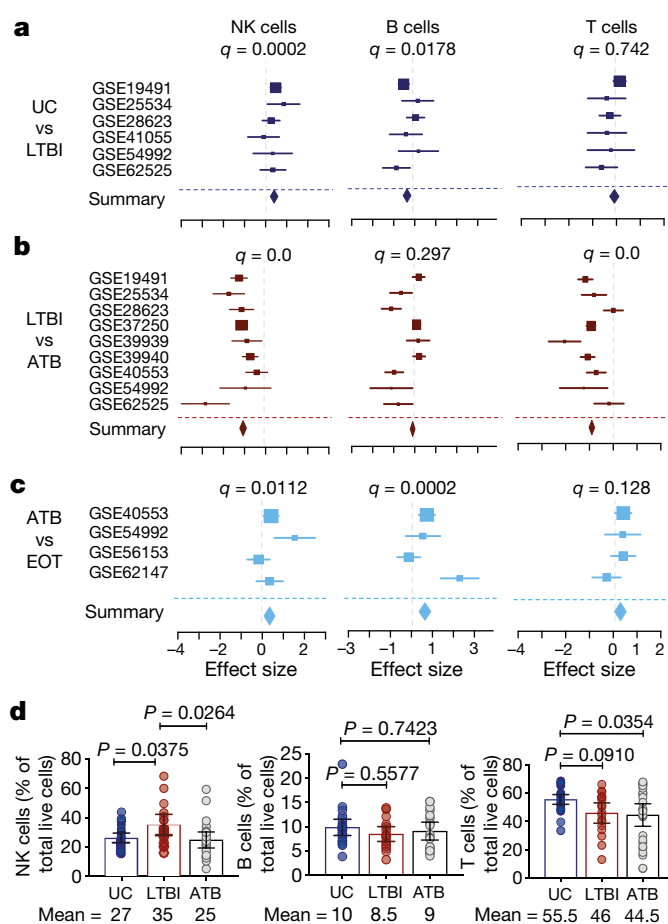 a
NK cells
B cells
T cells
q = 0.0002
q = 0.0178
q = 0.742
UC
vs
LTBI
GSE19491
GSE25534
GSE28623
GSE41055
GSE54992
GSE62525
Summary
b
q = 0.0
q = 0.297
q = 0.0
LTBI
vs
ATB
GSE19491
GSE25534
GSE28623
GSE37250
GSE39939
GSE39940
GSE40553
GSE54992
GSE62525
Summary
c
q = 0.0112
q = 0.0002
q = 0.128
ATB
vs
EOT
GSE40553
GSE54992
GSE56153
GSE62147
Summary
−4 −2 0 2
−3 −1 1 3
−4 −2 0 2
Effect size
Effect size
Effect size
d
P = 0.0264
P = 0.0375
NK cells (% of
total live cells)
80
60
40
20
0
UC LTBI ATB
Mean = 27 35 25
P = 0.7423
P = 0.5577
B cells (% of
total live cells)
25
20
15
10
5
0
UC LTBI ATB
Mean = 10 8.5 9
P = 0.0354
P = 0.0910
T cells (% of
total live cells)
100
80
60
40
20
0
UC LTBI ATB
Mean = 55.5 46 44.5